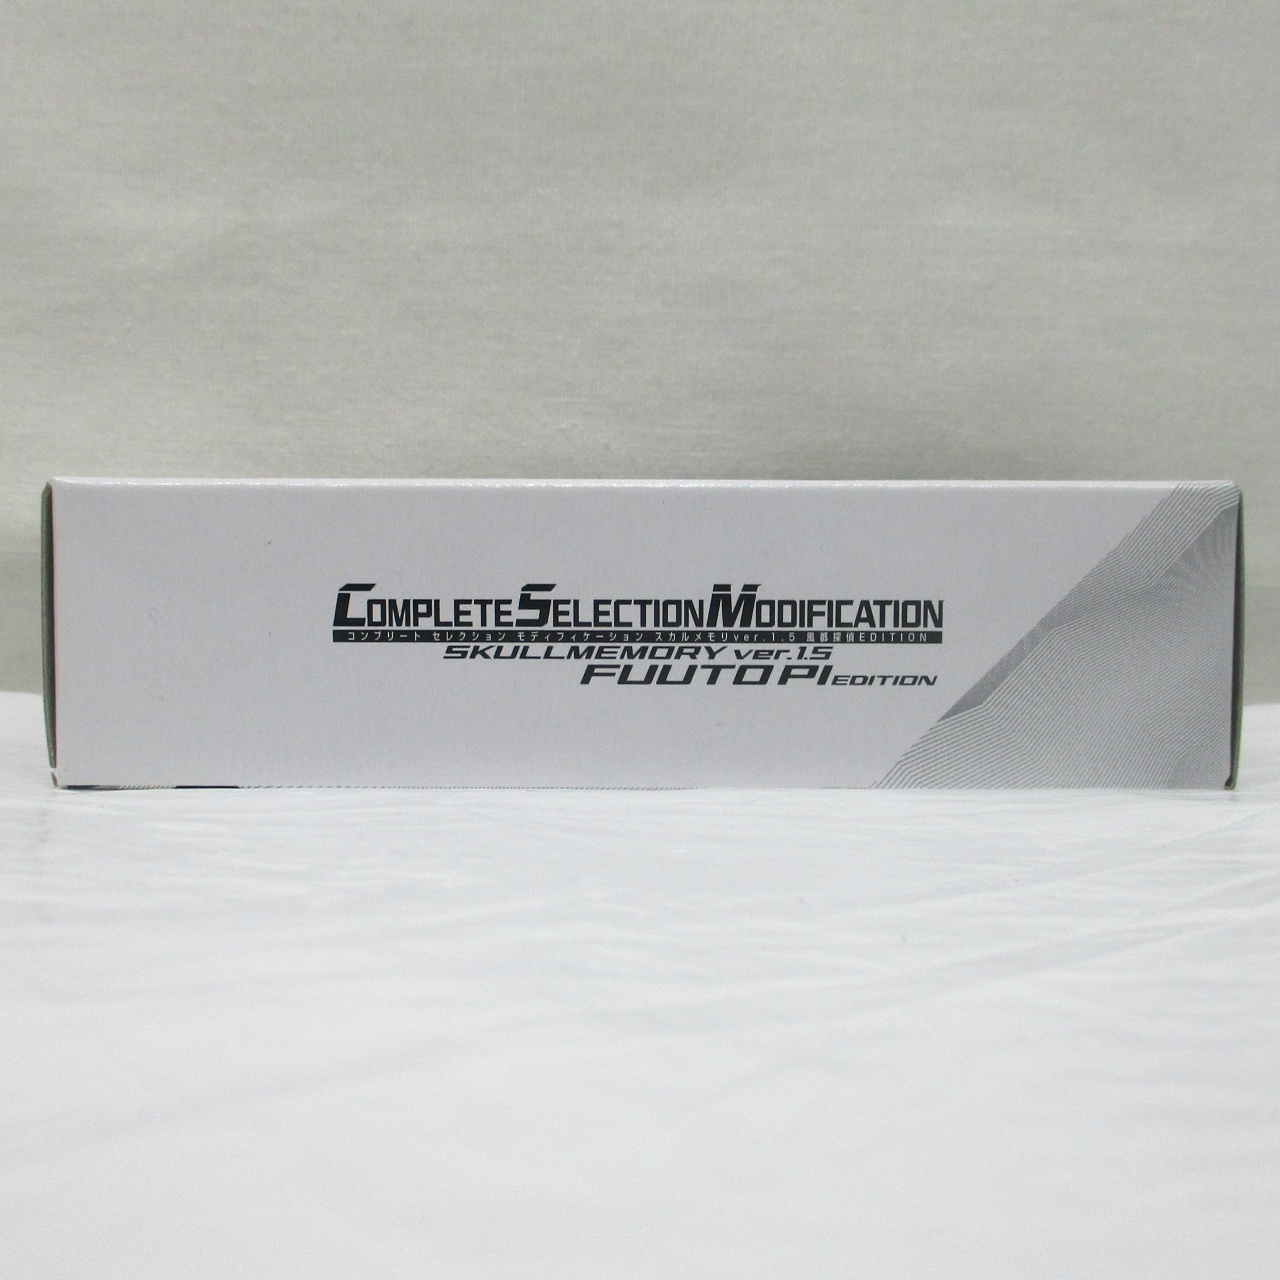 COMPLETE SELECTION MODIFICATION
コンプリート セレクション モディフィケーション スカルメモリver.1.5 風都探偵EDITION
SKULLMEMORY ver.1.5
FUUTO PI EDITION